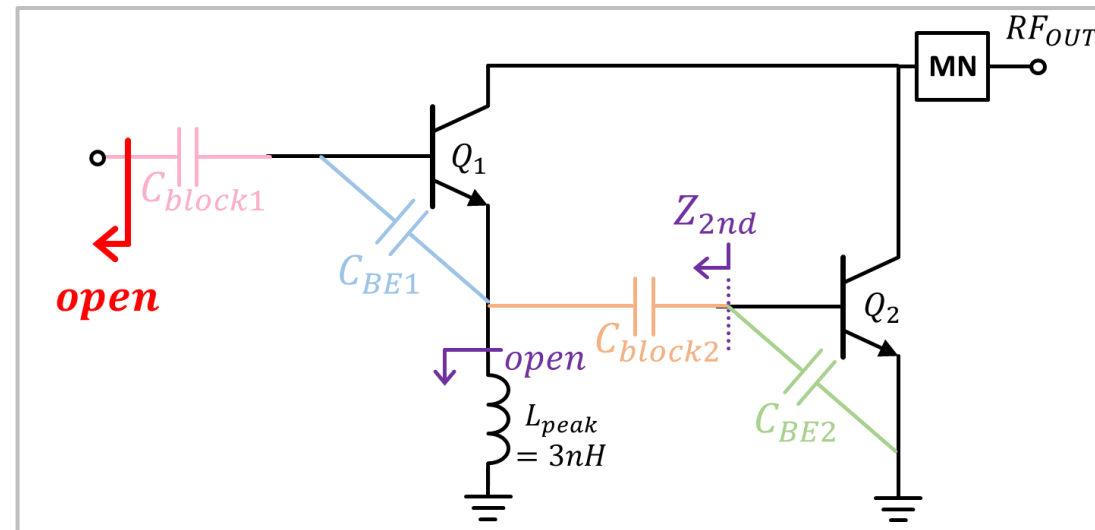 RF_OUT
MN
Q_1
C_block1
Z_2nd
C_BE1
open
Q_2
C_block2
open
L_peak
= 3nH
C_BE2